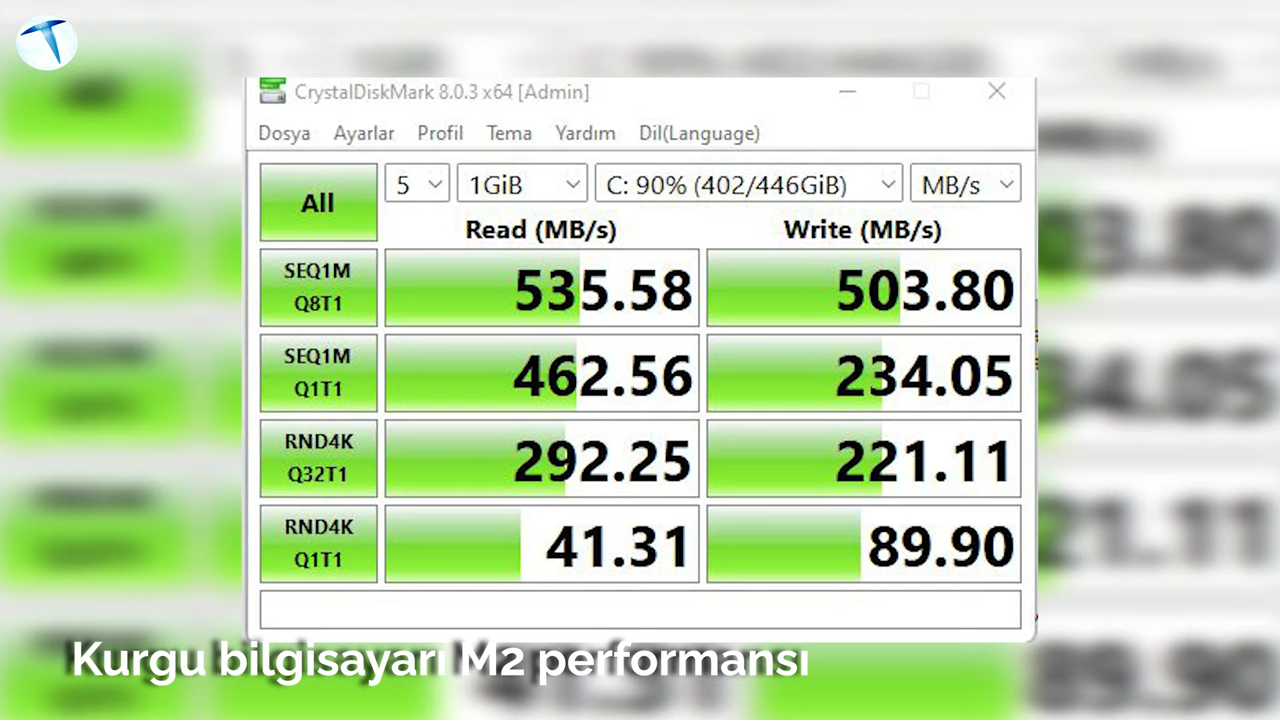 CrystalDiskMark 8.0.3 x64 [Admin]
Dosya Ayarlar Profil Tema Yardım Dil(Language)
All 5 1GiB C: 90% (402/446GiB) MB/s
Read (MB/s) Write (MB/s)
SEQ1M Q8T1 535.58 503.80
SEQ1M Q1T1 462.56 234.05
RND4K Q32T1 292.25 221.11
RND4K Q1T1 41.31 89.90
Kurgu bilgisayarı M2 performansı